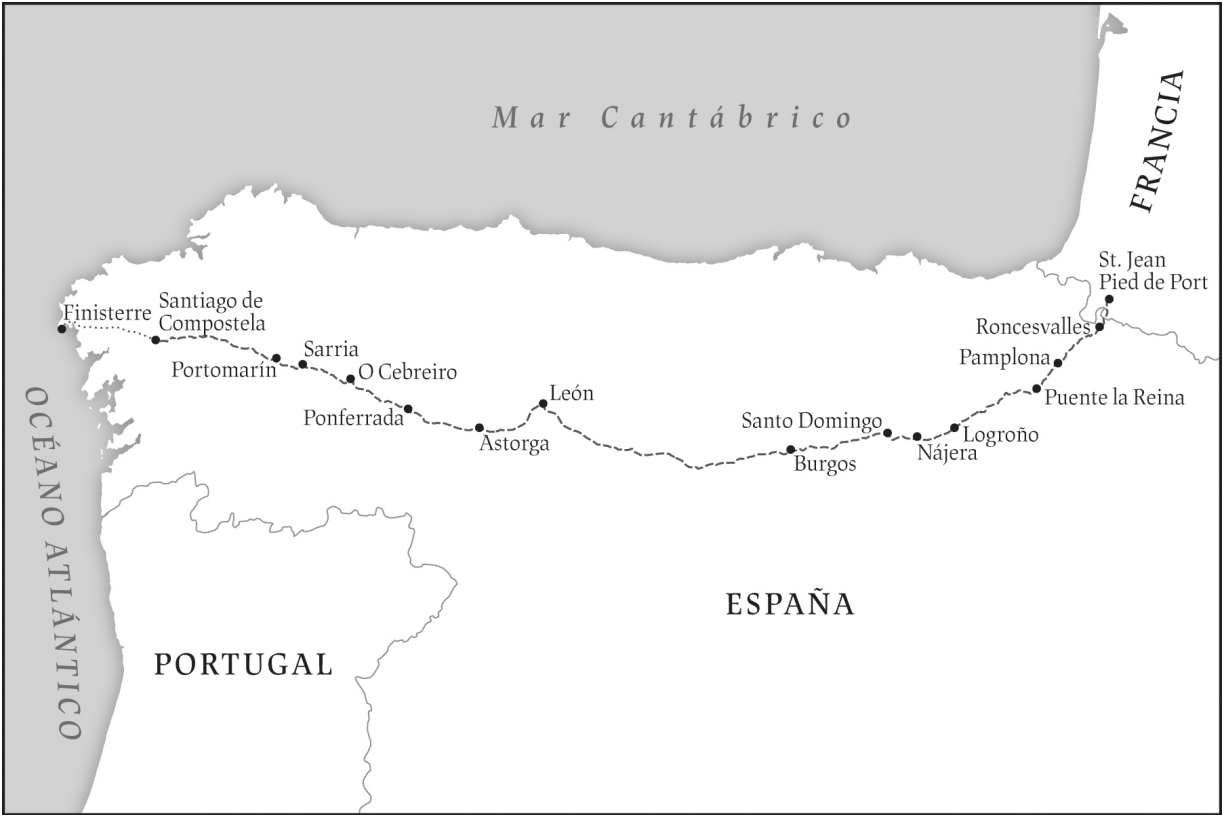 Mar Cantábrico
FRANCIA
St. Jean
Pied de Port
Finisterre
Santiago de
Compostela
Roncesvalles
Sarria
Pamplona
Portomarín
O Cebreiro
León
Puente la Reina
Ponferrada
Santo Domingo
Astorga
Logroño
Nájera
Burgos
OCÉANO ATLÁNTICO
ESPAÑA
PORTUGAL